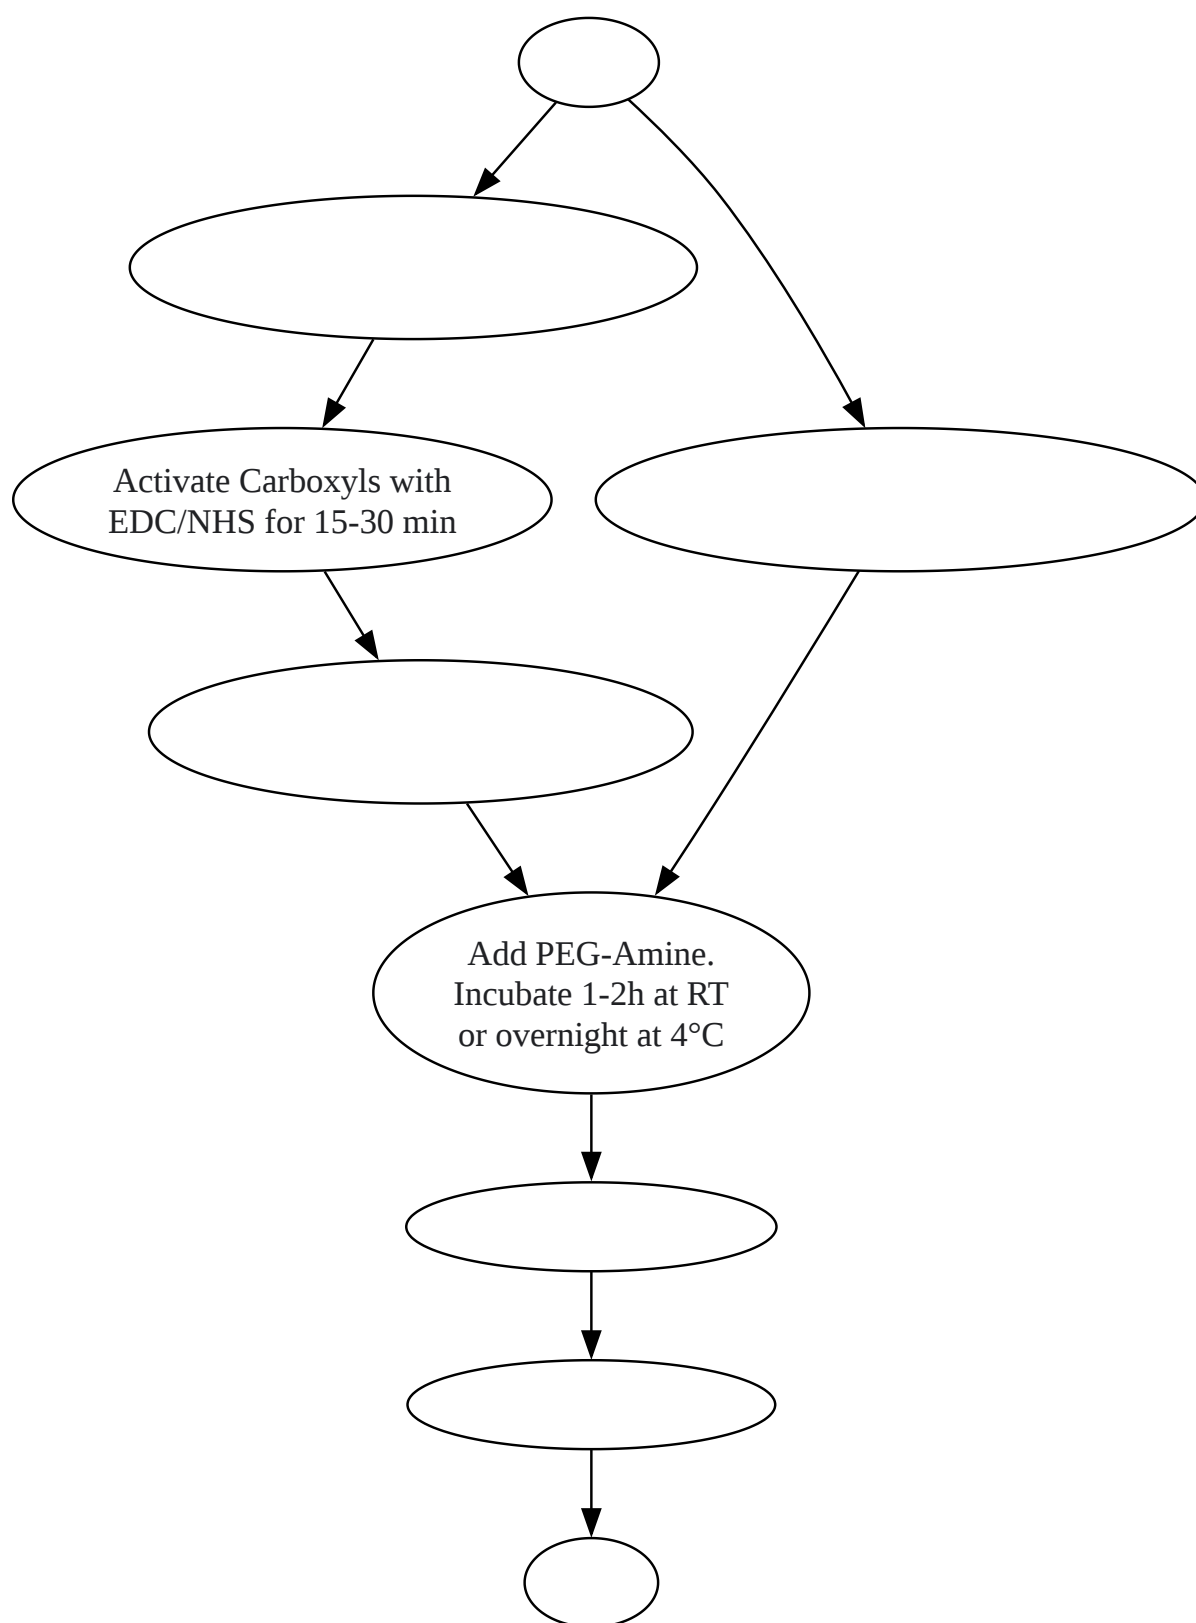 Activate Carboxyls with
EDC/NHS for 15-30 min
Add PEG-Amine.
Incubate 1-2h at RT
or overnight at 4°C